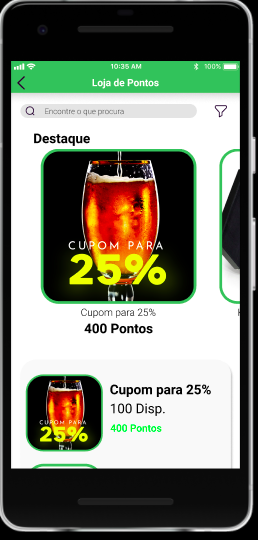 10:35 AM 100%
Loja de Pontos
Encontre o que procura
Destaque
CUPOM PARA
25%
Cupom para 25%
400 Pontos
CUPOM PARA
25%
Cupom para 25%
100 Disp.
400 Pontos